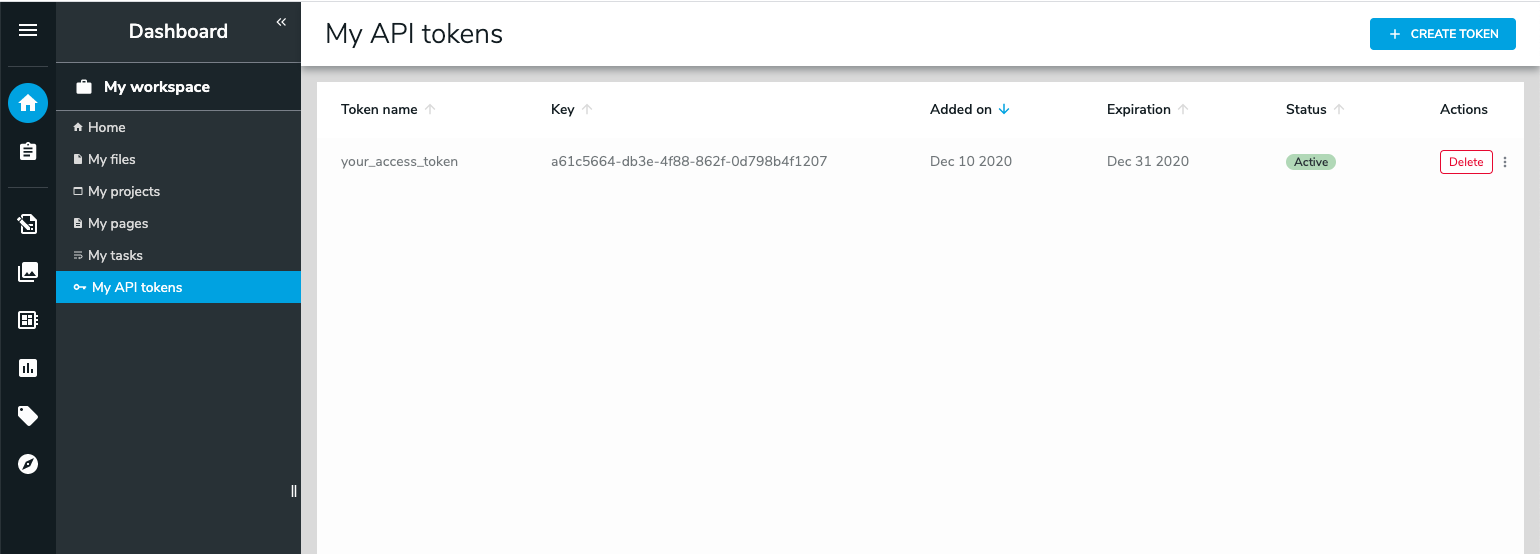 Dashboard
My workspace
Home
My files
My projects
My pages
My tasks
My API tokens
My API tokens
+ CREATE TOKEN
Token name Key Added on Expiration Status Actions
your_access_token a61c5664-db3e-4f88-862f-0d798b4f1207 Dec 10 2020 Dec 31 2020 Active Delete